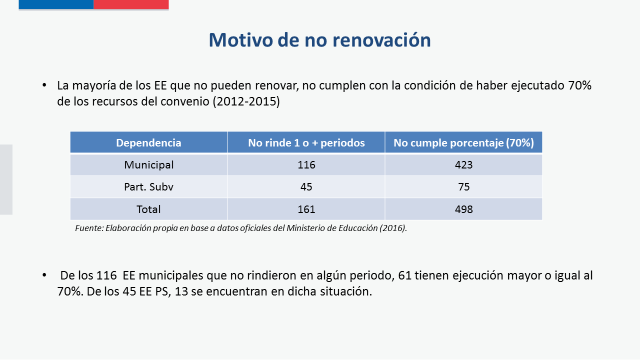 Motivo de no renovación
• La mayoría de los EE que no pueden renovar, no cumplen con la condición de haber ejecutado 70%
de los recursos del convenio (2012-2015)
Dependencia No rinde 1 o + periodos No cumple porcentaje (70%)
Municipal 116 423
Part. Subv 45 75
Total 161 498
Fuente: Elaboración propia en base a datos oficiales del Ministerio de Educación (2016).
• De los 116 EE municipales que no rindieron en algún periodo, 61 tienen ejecución mayor o igual al
70%. De los 45 EE PS, 13 se encuentran en dicha situación.